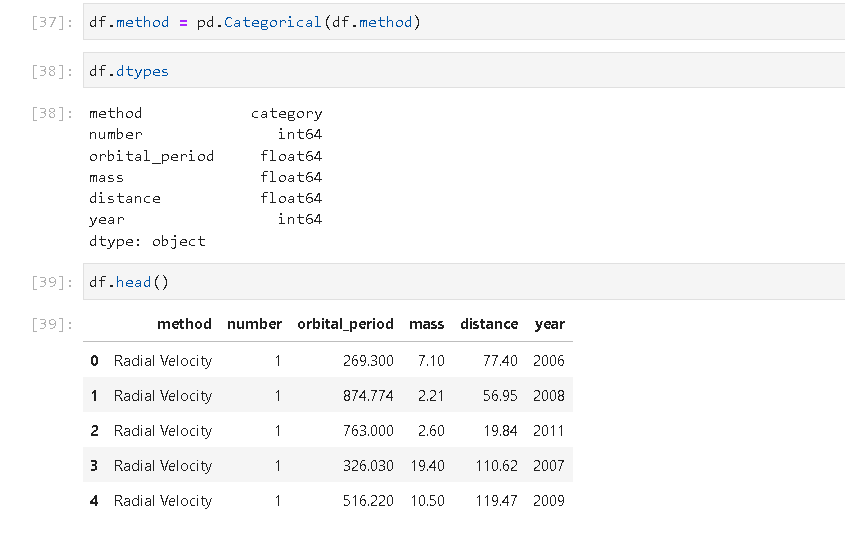 [37]: df.method = pd.Categorical(df.method)
[38]: df.dtypes
[38]: method category
number int64
orbital_period float64
mass float64
distance float64
year int64
dtype: object
[39]: df.head()
[39]: method number orbital_period mass distance year
0 Radial Velocity 1 269.300 7.10 77.40 2006
1 Radial Velocity 1 874.774 2.21 56.95 2008
2 Radial Velocity 1 763.000 2.60 19.84 2011
3 Radial Velocity 1 326.030 19.40 110.62 2007
4 Radial Velocity 1 516.220 10.50 119.47 2009